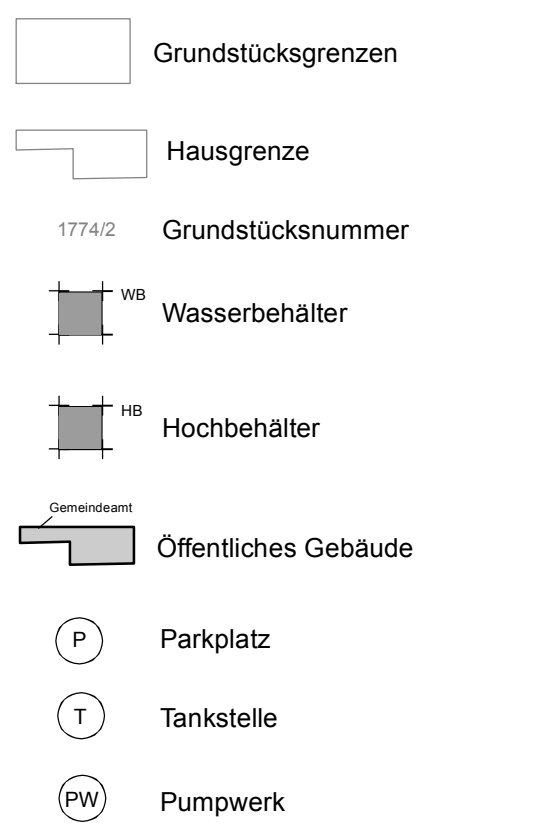 Grundstücksgrenzen
Hausgrenze
1774/2 Grundstücksnummer
WB Wasserbehälter
HB Hochbehälter
Gemeindeamt
Öffentliches Gebäude
P Parkplatz
T Tankstelle
PW Pumpwerk